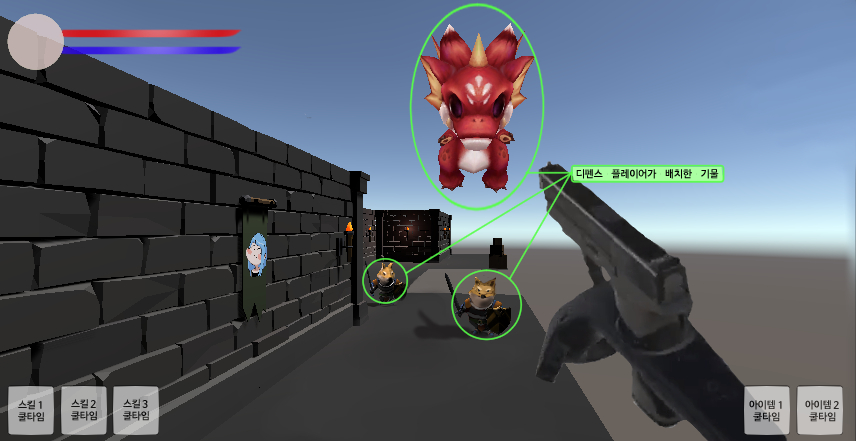 디펜스 플레이어가 배치한 기물
스킬 1
쿨타임
스킬 2
쿨타임
스킬 3
쿨타임
아이템 1
쿨타임
아이템 2
쿨타임